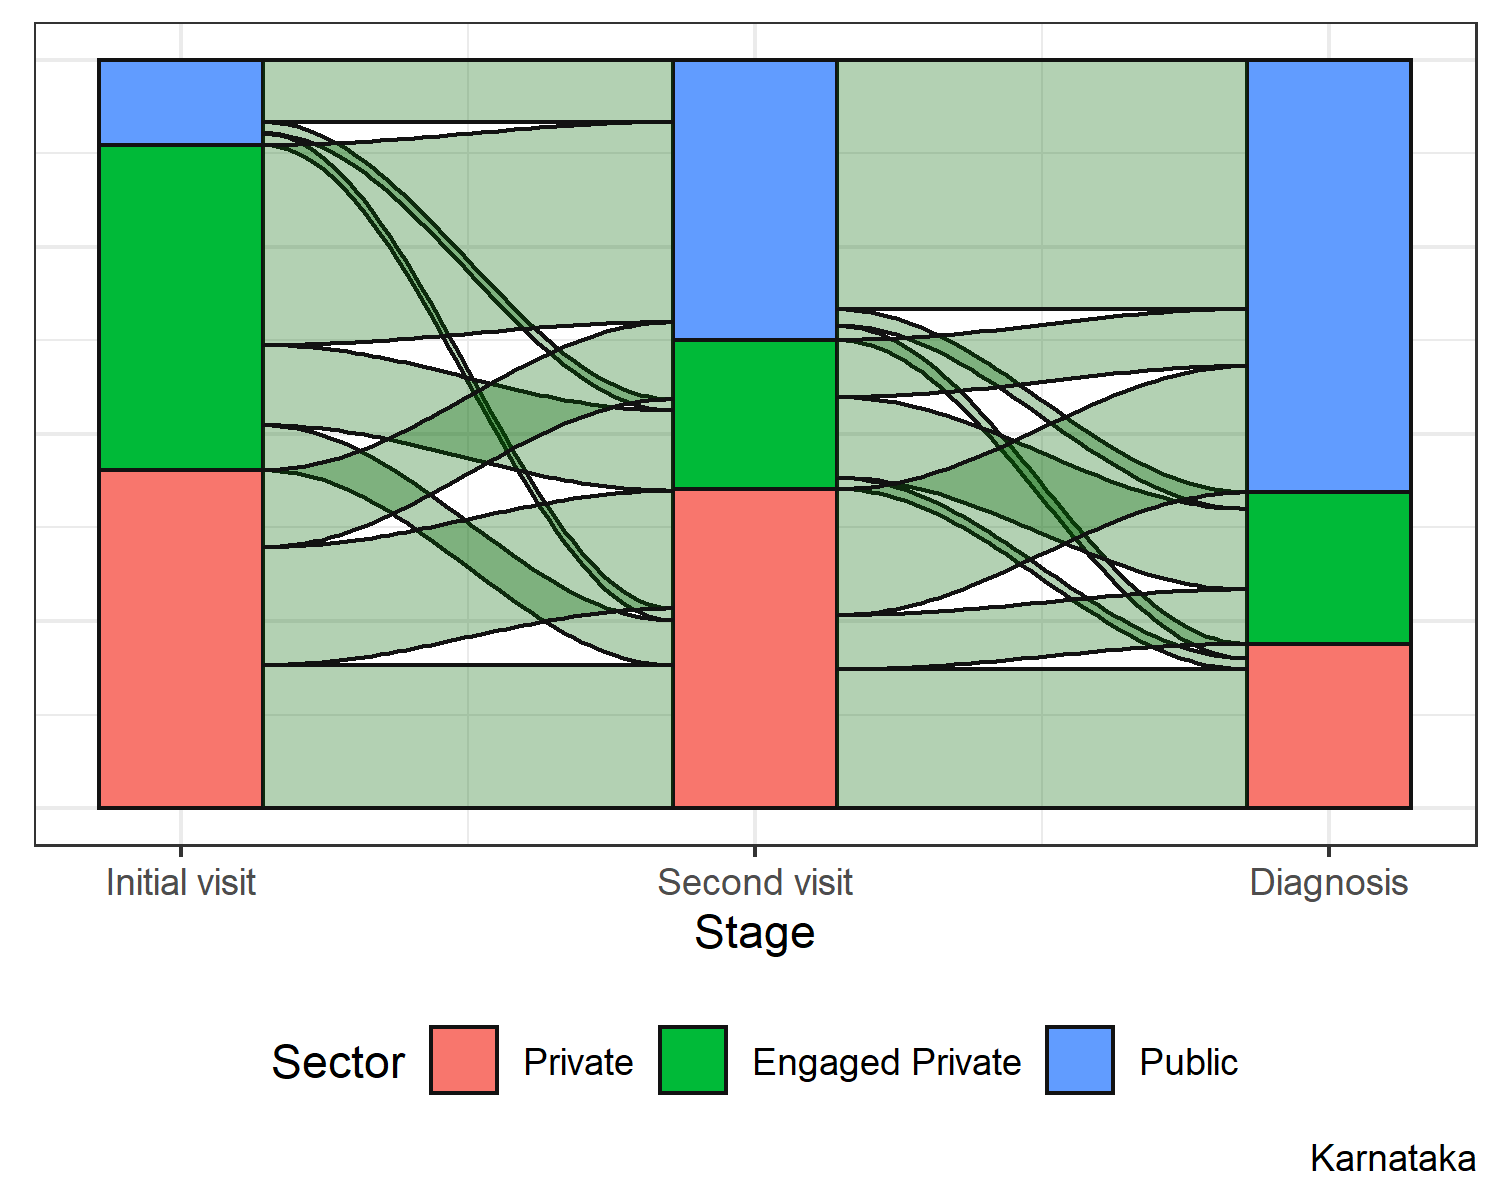 Initial visit Second visit Diagnosis
Stage
Sector Private Engaged Private Public
Karnataka